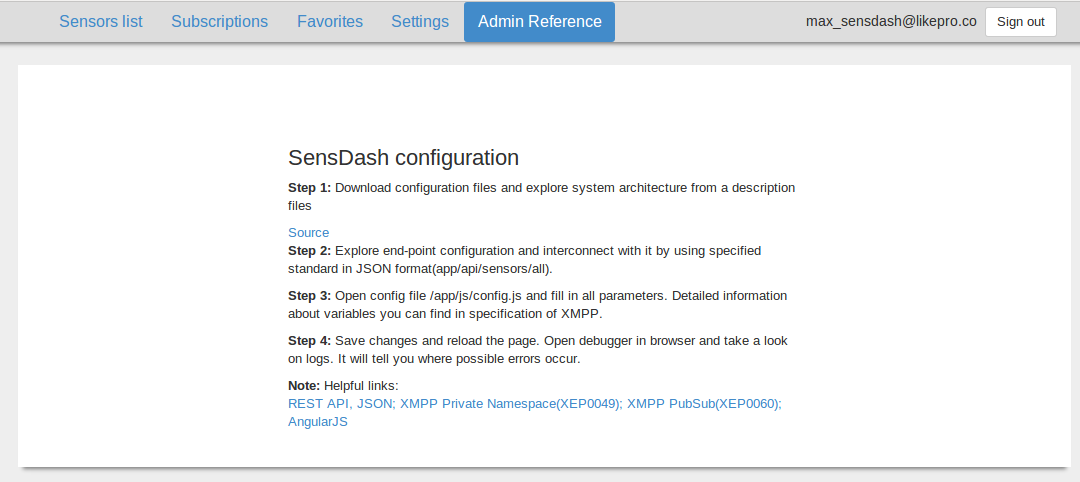 Sensors list Subscriptions Favorites Settings Admin Reference max_sensdash@likepro.co Sign out
SensDash configuration
Step 1: Download configuration files and explore system architecture from a description
files
Source
Step 2: Explore end-point configuration and interconnect with it by using specified
standard in JSON format(app/api/sensors/all).
Step 3: Open config file /app/js/config.js and fill in all parameters. Detailed information
about variables you can find in specification of XMPP.
Step 4: Save changes and reload the page. Open debugger in browser and take a look
on logs. It will tell you where possible errors occur.
Note: Helpful links:
REST API, JSON; XMPP Private Namespace(XEP0049); XMPP PubSub(XEP0060);
AngularJS